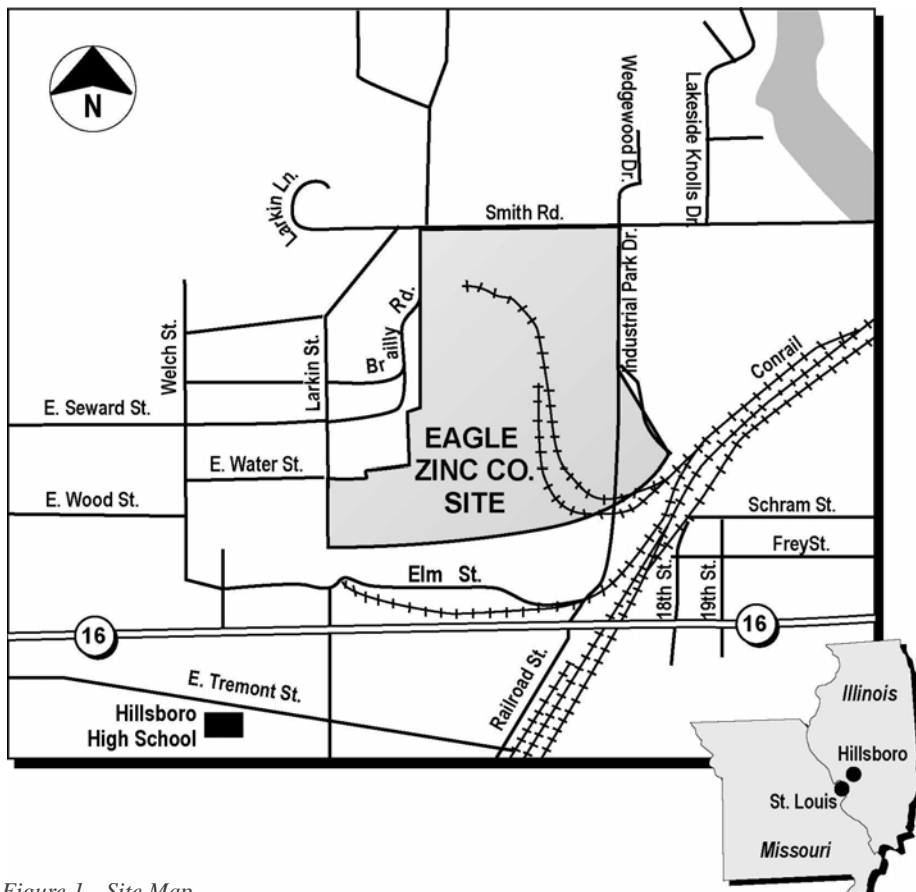 N
Wedgewood Dr.
Lakeside Knolls Dr.
Larkin Ln.
Smith Rd.
Industrial Park Dr.
Welch St.
Larkin St.
Brailly Rd.
Conrail
E. Seward St.
EAGLE
ZINC CO.
SITE
E. Water St.
E. Wood St.
Schram St.
FreySt.
Elm St.
18th St.
19th St.
16
16
E. Tremont St.
Railroad St.
Hillsboro
High School
Illinois
Hillsboro
St. Louis
Missouri
Figure 1 Site Map